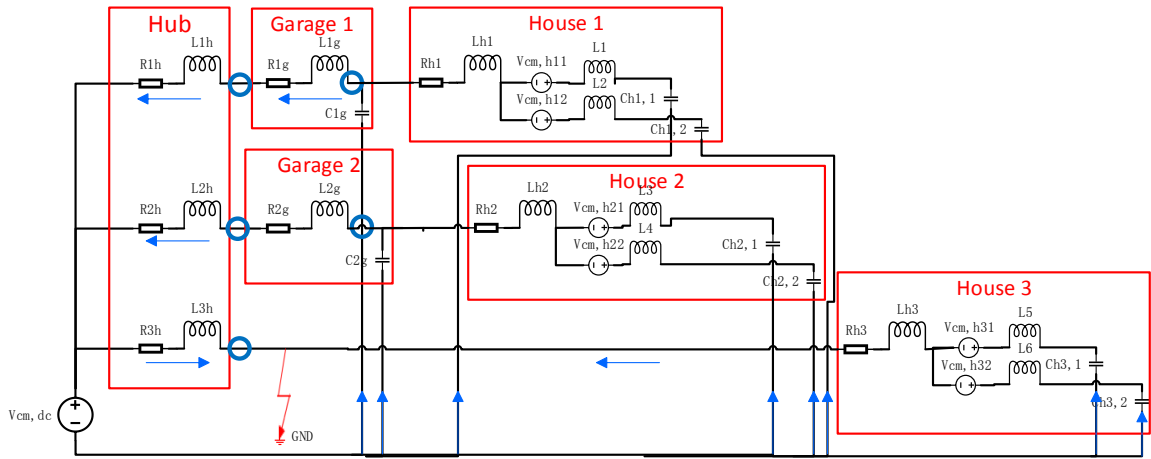 Hub
Garage 1
House 1
L1h
L1g
Lh1
L1
R1h
R1g
Rh1
Vcm,h11
L2
Vcm,h12
Ch1,1
C1g
Ch1,2
Garage 2
House 2
L2h
L2g
Lh2
L3
R2h
R2g
Rh2
Vcm,h21
L4
Vcm,h22
Ch2,1
C2g
Ch2,2
House 3
L3h
Lh3
L5
R3h
Rh3
Vcm,h31
L6
Vcm,h32
Ch3,1
Ch3,2
Vcm,dc
GND